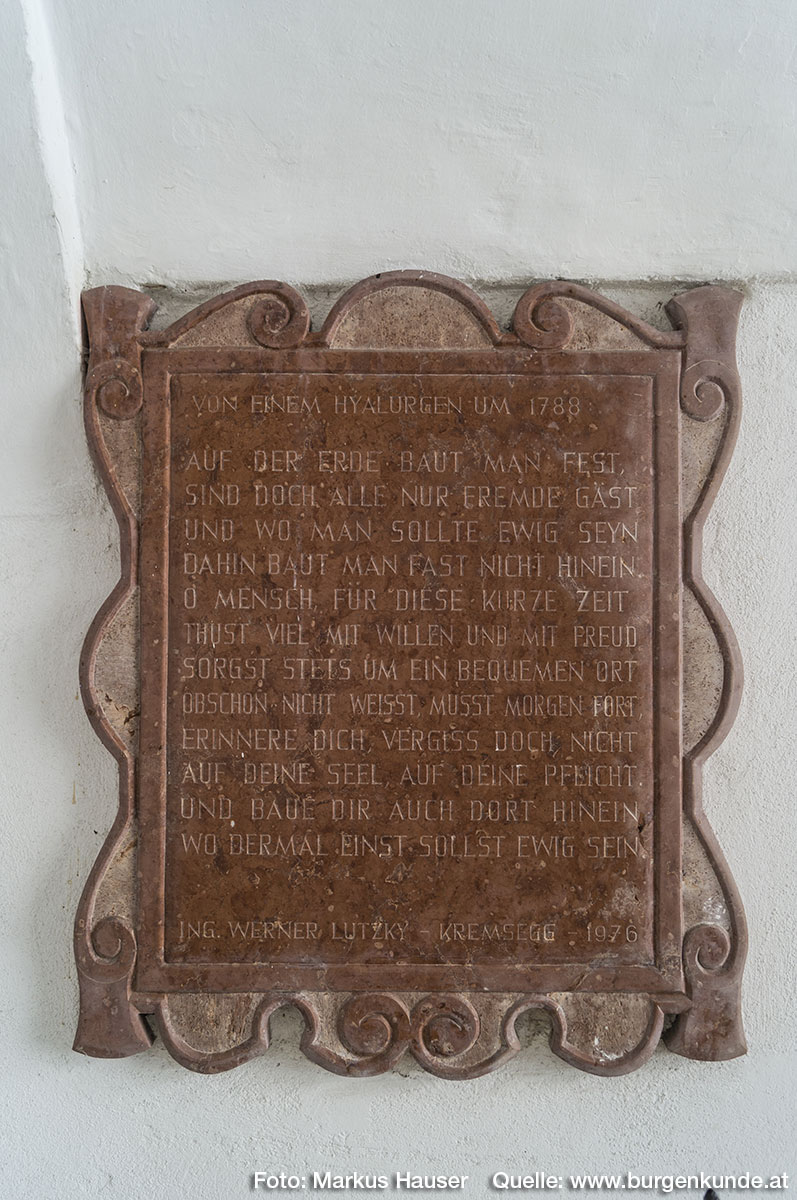 VON EINEM HYALURGEN UM 1788
AUF DER ERDE BAUT MAN FEST,
SIND DOCH ALLE NUR FREMDE GÄST
UND WO MAN SOLLTE EWIG SEYN
DAHIN BAUT MAN FAST NICHT HINEIN.
O MENSCH, FÜR DIESE KURZE ZEIT
THUST VIEL MIT WILLEN UND MIT FREUD
SORGST STETS UM EIN BEQUEMEN ORT
OBSCHON NICHT WEISST, MUSST MORGEN FORT,
ERINNERE DICH, VERGISS DOCH NICHT
AUF DEINE SEEL, AUF DEINE PFLICHT
UND BAUE DIR AUCH DORT HINEIN
WO DERMAL EINST SOLLST EWIG SEIN
ING. WERNER LUTZKY - KREMSEGG - 1976
Foto: Markus Hauser Quelle: www.burgenkunde.at